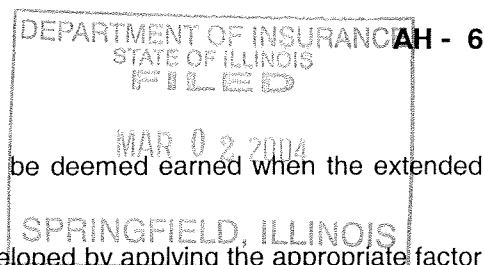 DEPARTMENT OF INSURANCE AH - 6
STATE OF ILLINOIS
FILED
MAR 02 2004
be deemed earned when the extended
SPRINGFIELD, ILLINOIS
eloped by applying the appropriate factor